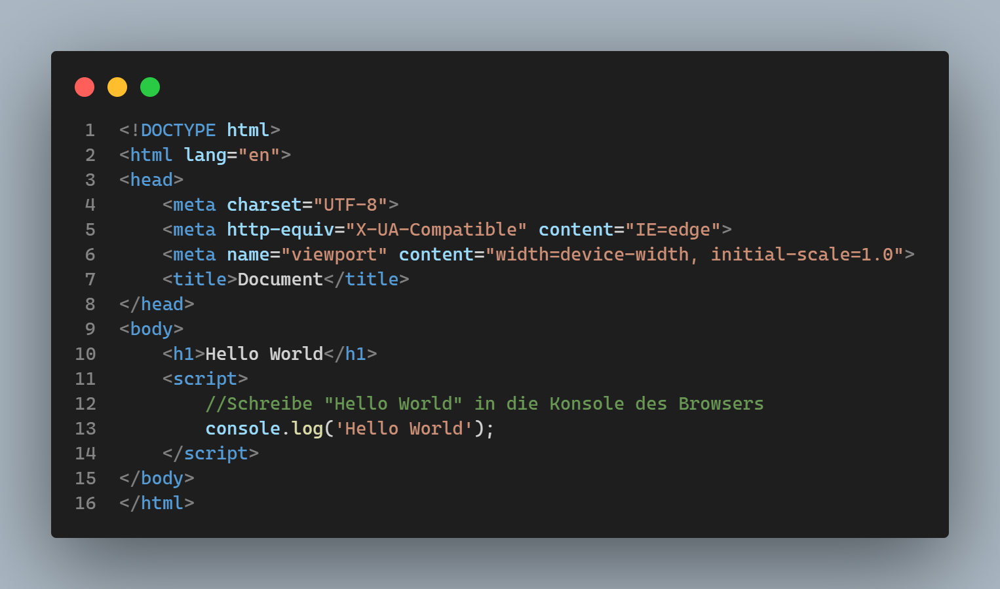 1 <!DOCTYPE html>
2 <html lang="en">
3 <head>
4     <meta charset="UTF-8">
5     <meta http-equiv="X-UA-Compatible" content="IE=edge">
6     <meta name="viewport" content="width=device-width, initial-scale=1.0">
7     <title>Document</title>
8 </head>
9 <body>
10     <h1>Hello World</h1>
11     <script>
12         //Schreibe "Hello World" in die Konsole des Browsers
13         console.log('Hello World');
14     </script>
15 </body>
16 </html>